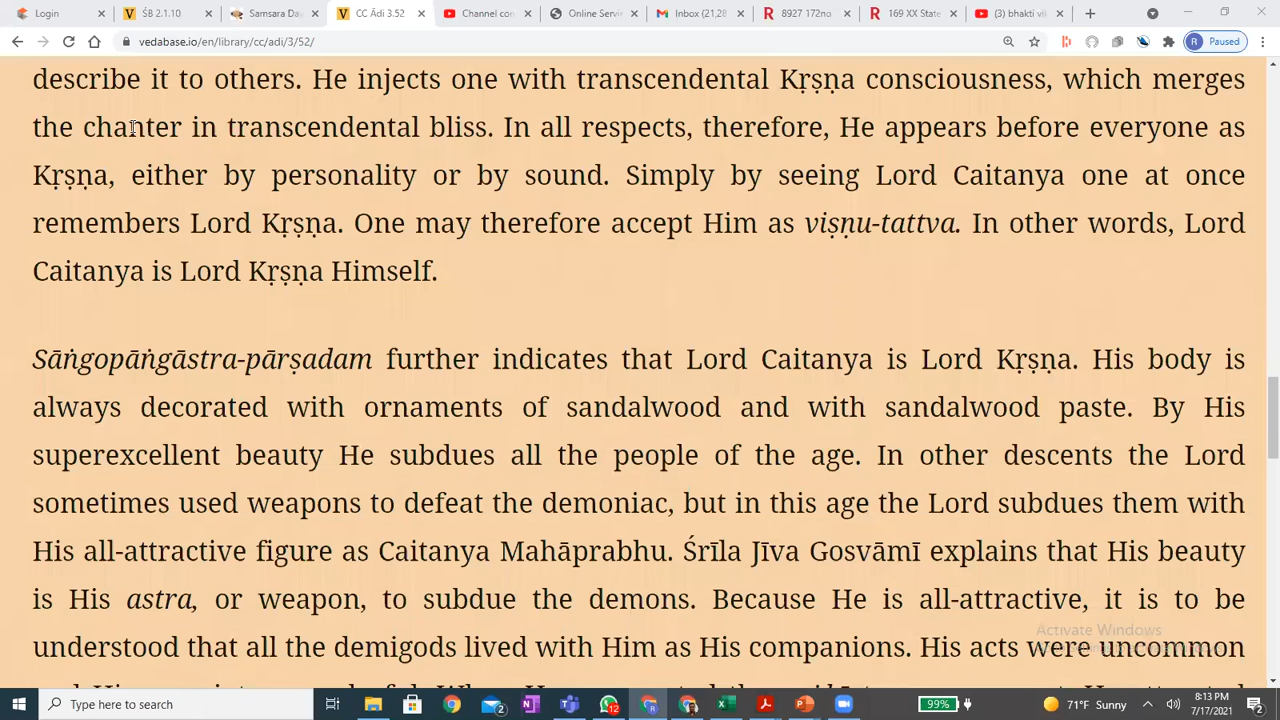 Login
ŚB 2.1.10
Samsara Da
CC Ādi 3.52
Channel con
Online Servi
Inbox (21,28
8927 172n
169 XX State
(3) bhakti vi
vedabase.io/en/library/cc/adi/3/52/
R Paused
describe it to others. He injects one with transcendental Kṛṣṇa consciousness, which merges
the chanter in transcendental bliss. In all respects, therefore, He appears before everyone as
Kṛṣṇa, either by personality or by sound. Simply by seeing Lord Caitanya one at once
remembers Lord Kṛṣṇa. One may therefore accept Him as viṣṇu-tattva. In other words, Lord
Caitanya is Lord Kṛṣṇa Himself.
Sāṅgopāṅgāstra-pārṣadam further indicates that Lord Caitanya is Lord Kṛṣṇa. His body is
always decorated with ornaments of sandalwood and with sandalwood paste. By His
superexcellent beauty He subdues all the people of the age. In other descents the Lord
sometimes used weapons to defeat the demoniac, but in this age the Lord subdues them with
His all-attractive figure as Caitanya Mahāprabhu. Śrīla Jīva Gosvāmī explains that His beauty
is His astra, or weapon, to subdue the demons. Because He is all-attractive, it is to be
understood that all the demigods lived with Him as His companions. His acts were uncommon
Activate Windows
Type here to search
99%
71°F Sunny
8:13 PM
7/17/2021